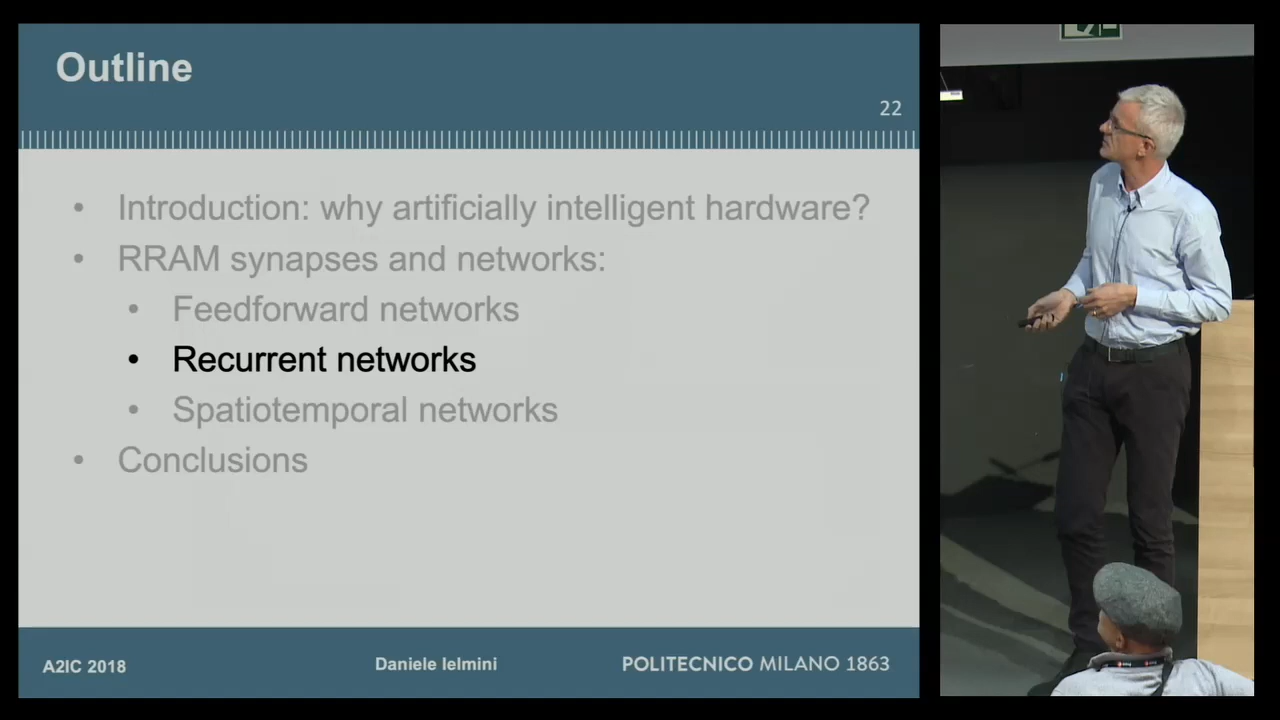 Outline
22
• Introduction: why artificially intelligent hardware?
• RRAM synapses and networks:
• Feedforward networks
• Recurrent networks
• Spatiotemporal networks
• Conclusions
A2IC 2018
Daniele Ielmini
POLITECNICO MILANO 1863